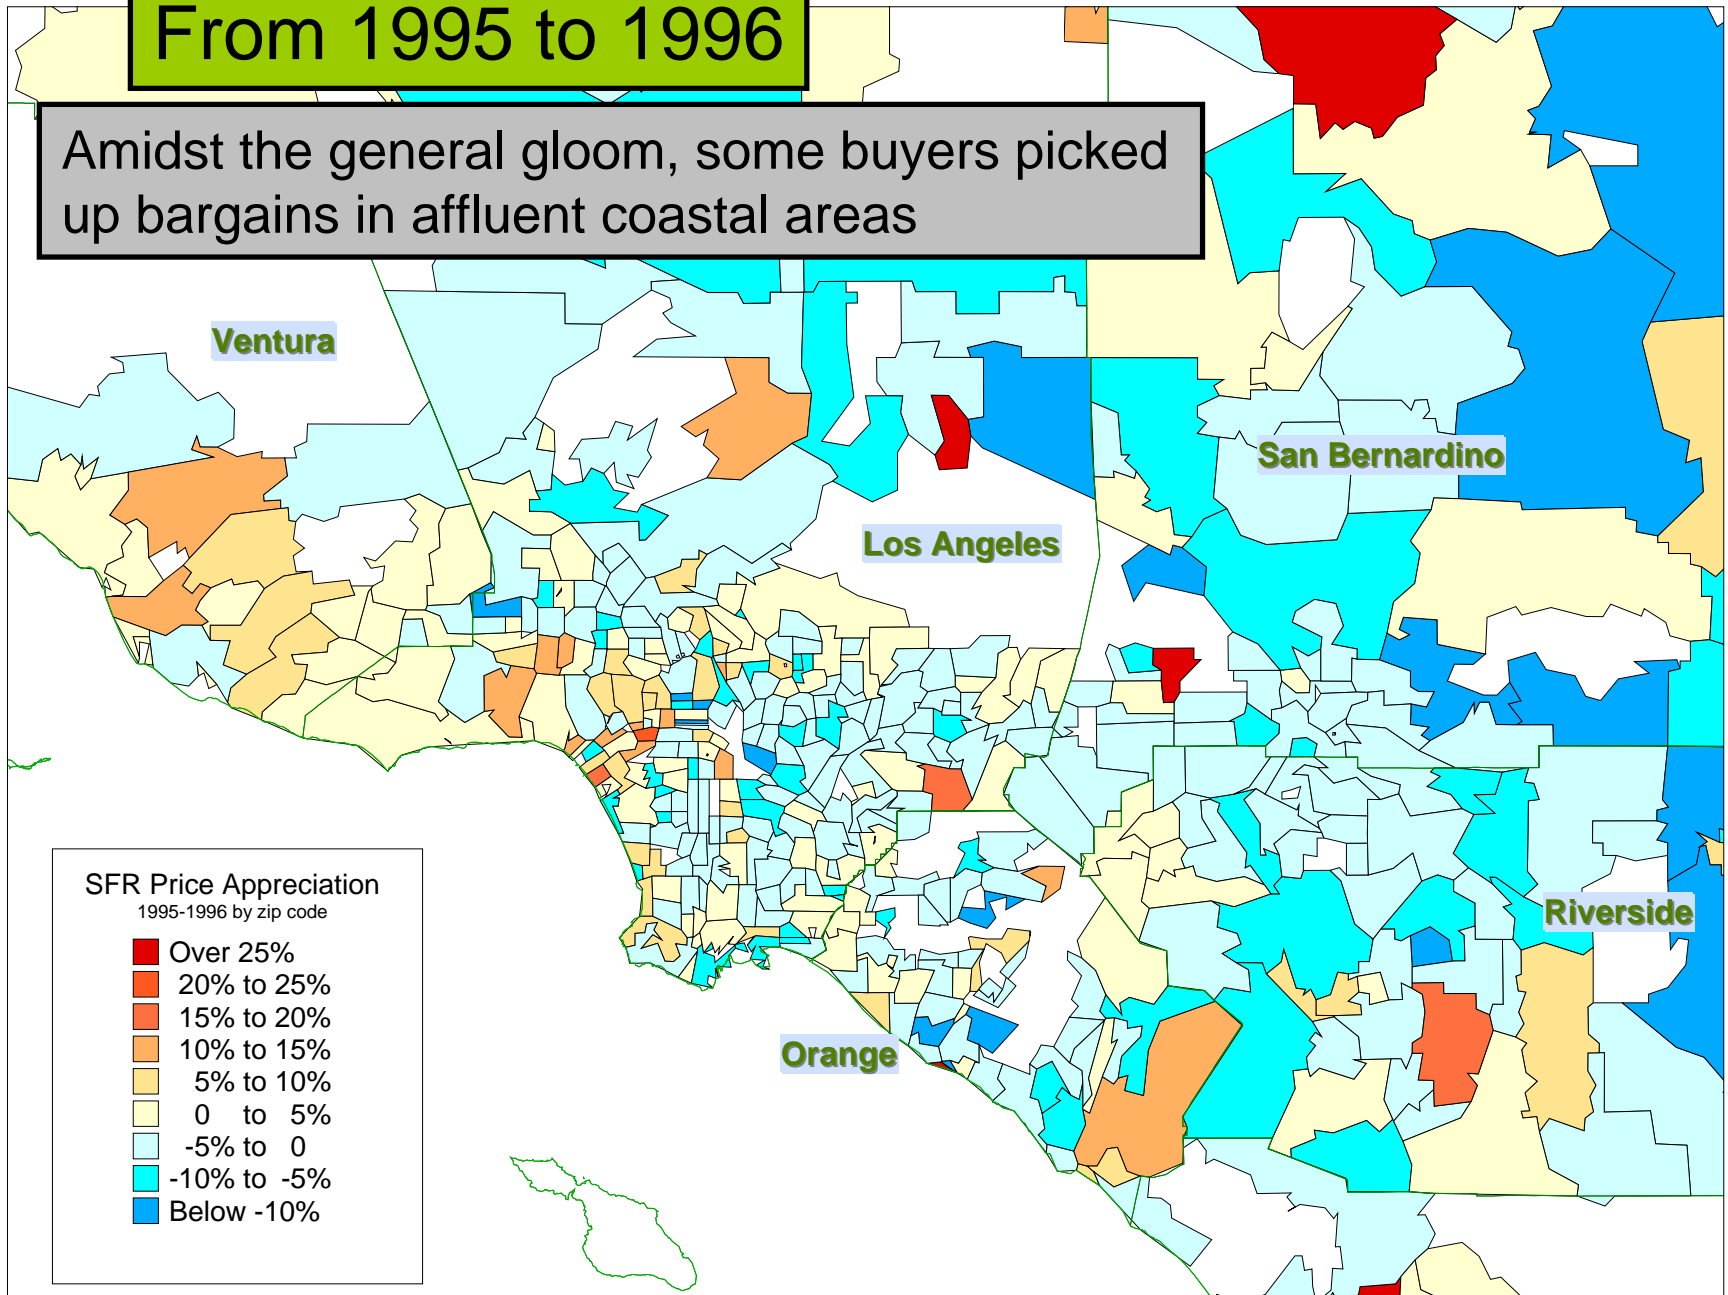 From 1995 to 1996
Amidst the general gloom, some buyers picked
up bargains in affluent coastal areas
Ventura
San Bernardino
Los Angeles
Riverside
Orange
SFR Price Appreciation
1995-1996 by zip code
Over 25%
20% to 25%
15% to 20%
10% to 15%
5% to 10%
0 to 5%
-5% to 0
-10% to -5%
Below -10%